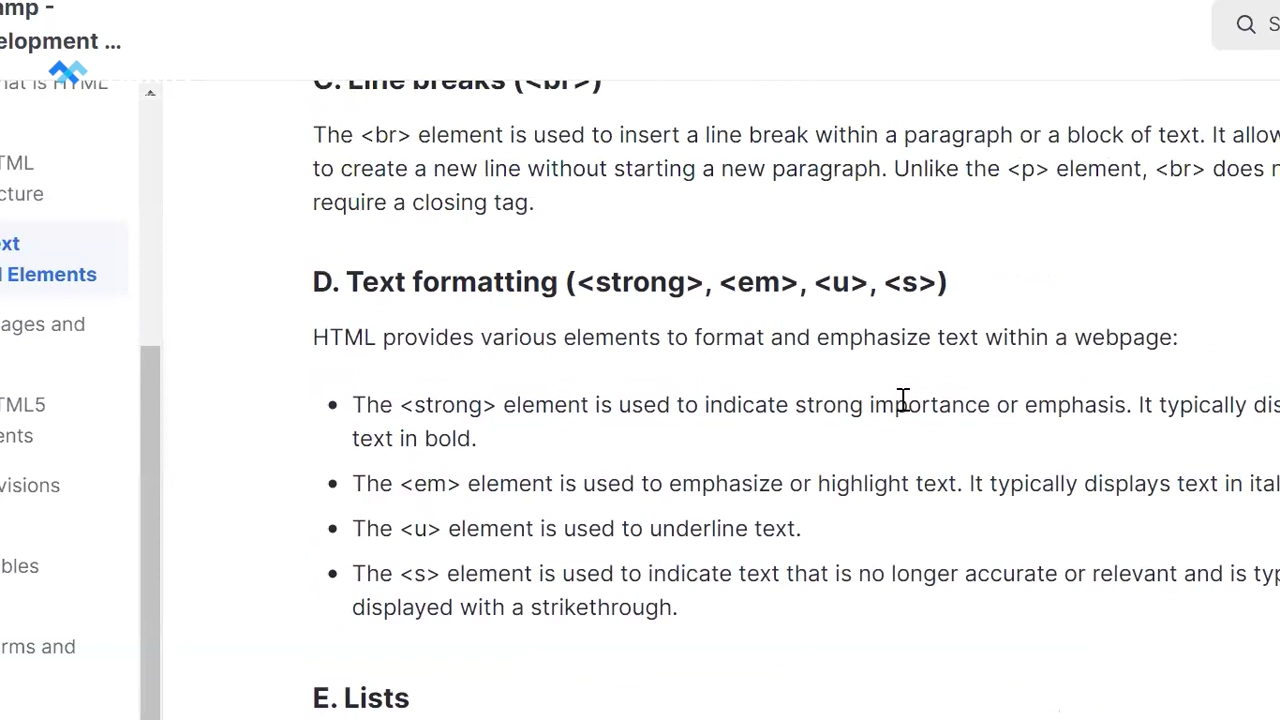 amp -
elopment ...
S
hat is HTML
TML
cture
ext
l Elements
ages and
TML5
ents
visions
bles
rms and
C. Line breaks (<br>)
The <br> element is used to insert a line break within a paragraph or a block of text. It allow
to create a new line without starting a new paragraph. Unlike the <p> element, <br> does n
require a closing tag.
D. Text formatting (<strong>, <em>, <u>, <s>)
HTML provides various elements to format and emphasize text within a webpage:
• The <strong> element is used to indicate strong importance or emphasis. It typically dis
text in bold.
• The <em> element is used to emphasize or highlight text. It typically displays text in ital
• The <u> element is used to underline text.
• The <s> element is used to indicate text that is no longer accurate or relevant and is typ
displayed with a strikethrough.
E. Lists